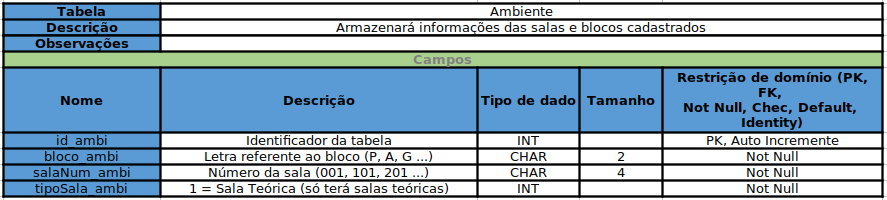 Tabela Ambiente
Descrição Armazenará informações das salas e blocos cadastrados
Observações
Campos
Nome Descrição Tipo de dado Tamanho Restrição de domínio (PK,
FK,
Not Null, Chec, Default,
Identity)
id_ambi Identificador da tabela INT PK, Auto Incremente
bloco_ambi Letra referente ao bloco (P, A, G ...) CHAR 2 Not Null
salaNum_ambi Número da sala (001, 101, 201 ...) CHAR 4 Not Null
tipoSala_ambi 1 = Sala Teórica (só terá salas teóricas) INT Not Null